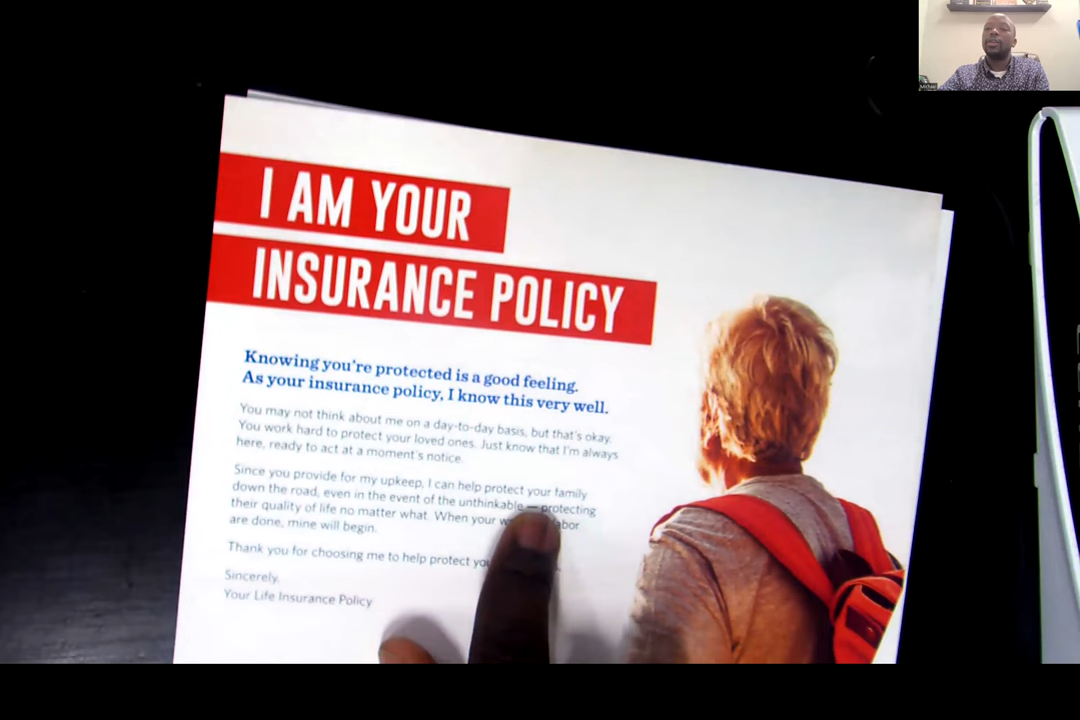 I AM YOUR
INSURANCE POLICY
Knowing you're protected is a good feeling.
As your insurance policy, I know this very well.
You may not think about me on a day-to-day basis, but that's okay.
You work hard to protect your loved ones. Just know that I'm always
here, ready to act at a moment's notice.
Since you provide for my upkeep, I can help protect your family
down the road, even in the event of the unthinkable — protecting
their quality of life no matter what. When your
are done, mine will begin.
Thank you for choosing me to help protect
Sincerely,
Your Life Insurance Policy
Michael